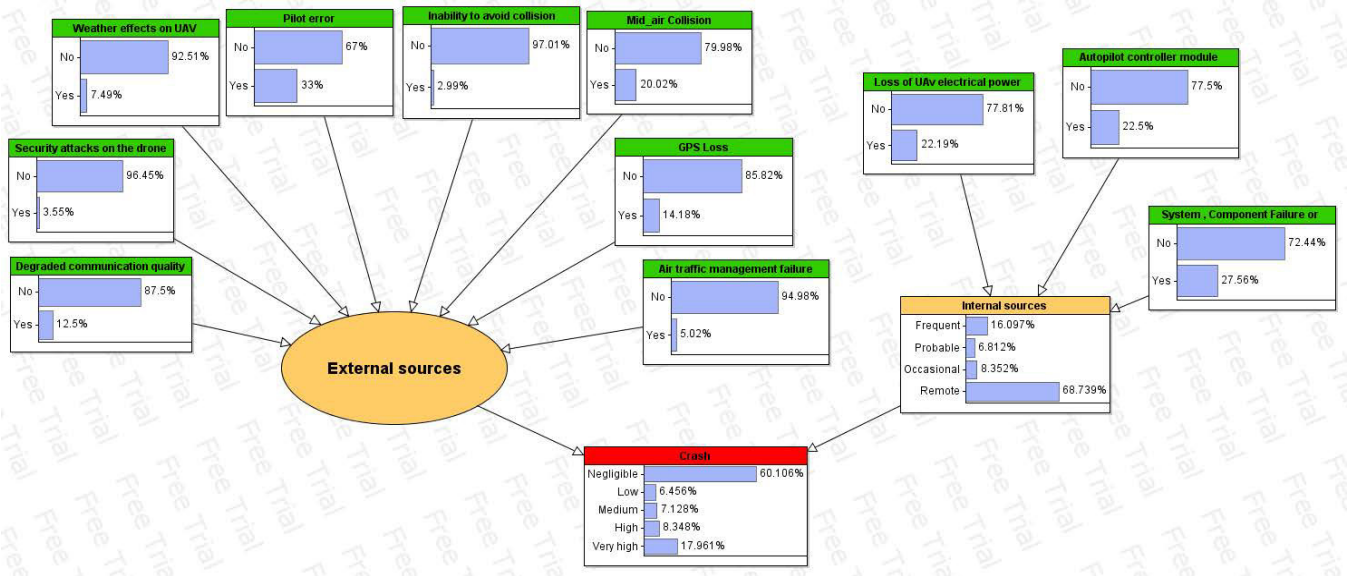 Weather effects on UAV
No 92.51%
Yes 7.49%
Pilot error
No 67%
Yes 33%
Inability to avoid collision
No 97.01%
Yes 2.99%
Mid_air Collision
No 79.98%
Yes 20.02%
Loss of UAv electrical power
No 77.81%
Yes 22.19%
Autopilot controller module
No 77.5%
Yes 22.5%
Security attacks on the drone
No 96.45%
Yes 3.55%
GPS Loss
No 85.82%
Yes 14.18%
System , Component Failure or
No 72.44%
Yes 27.56%
Degraded communication quality
No 87.5%
Yes 12.5%
Air traffic management failure
No 94.98%
Yes 5.02%
Internal sources
Frequent 16.097%
Probable 6.812%
Occasional 8.352%
Remote 68.739%
External sources
Crash
Negligible 60.106%
Low 6.456%
Medium 7.128%
High 8.348%
Very high 17.961%
Free Trial